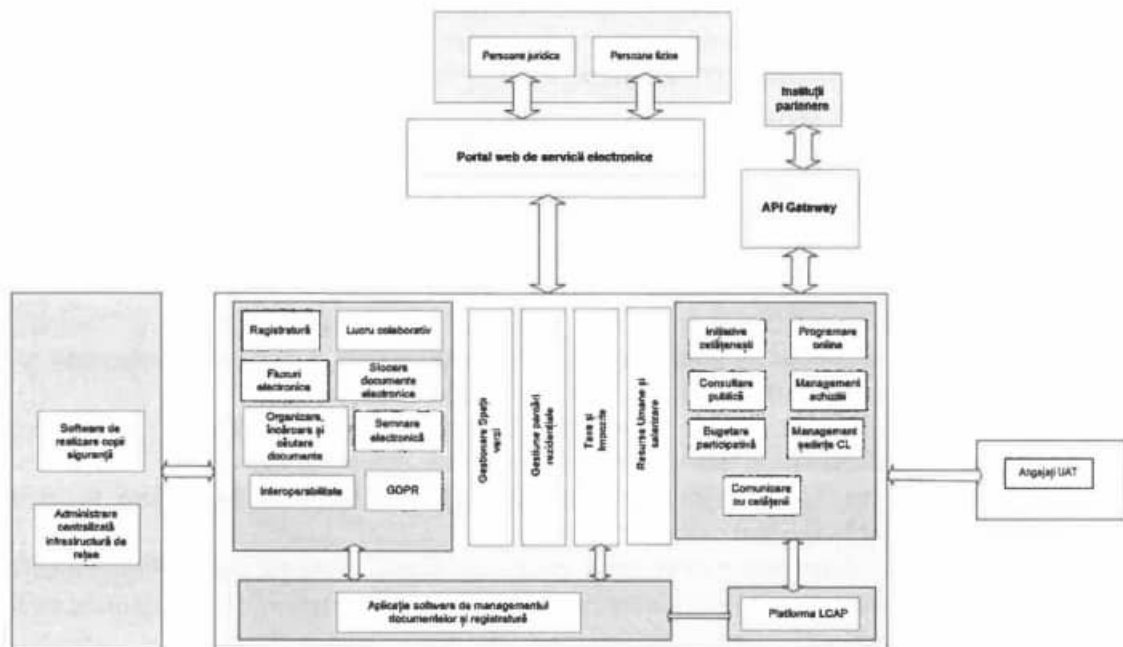 Persoane juridica
Persoane fizice
Instituții
partenere
Portal web de servicii electronice
API Gateway
Registratură
Lucru colaborativ
Fluxuri
electronice
Stocare
documente
electronice
Organizare,
încărcare și
căutare
documente
Semnare
electronică
Interoperabilitate
GDPR
Gestionare Spații
verzi
Gestiune parcări
rezidențiale
Taxe și
Impozite
Resurse Umane și
salarizare
Inițiative
cetățenești
Programare
online
Consultare
publică
Management
achiziții
Bugetare
participativă
Management
ședințe CL
Comunicare
cu cetățenii
Software de
realizare copii
siguranță
Administrare
centralizată
infrastructură de
rețea
Angajați UAT
Aplicație software de managementul
documentelor și registratură
Platforma LCAP